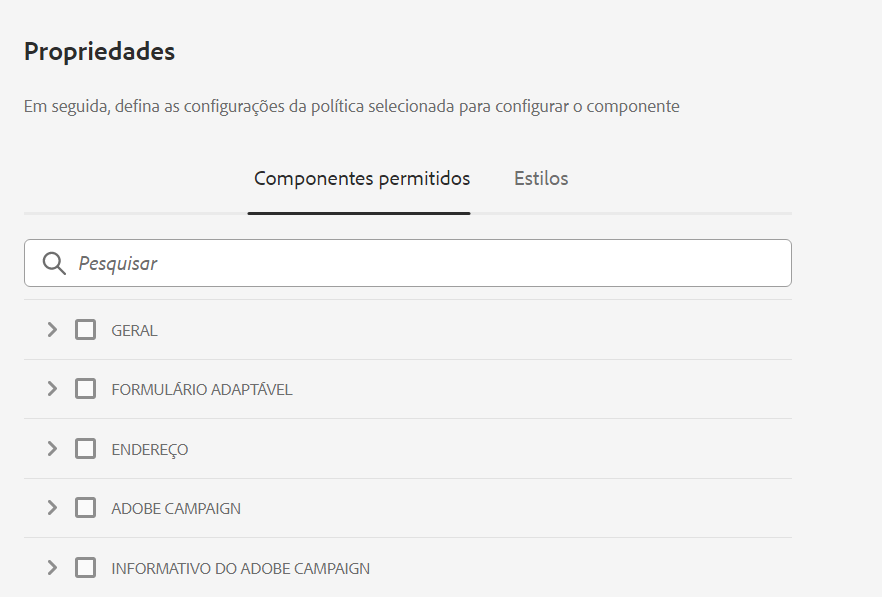 Propriedades
Em seguida, defina as configurações da política selecionada para configurar o componente
Componentes permitidos Estilos
Pesquisar
GERAL
FORMULÁRIO ADAPTÁVEL
ENDEREÇO
ADOBE CAMPAIGN
INFORMATIVO DO ADOBE CAMPAIGN